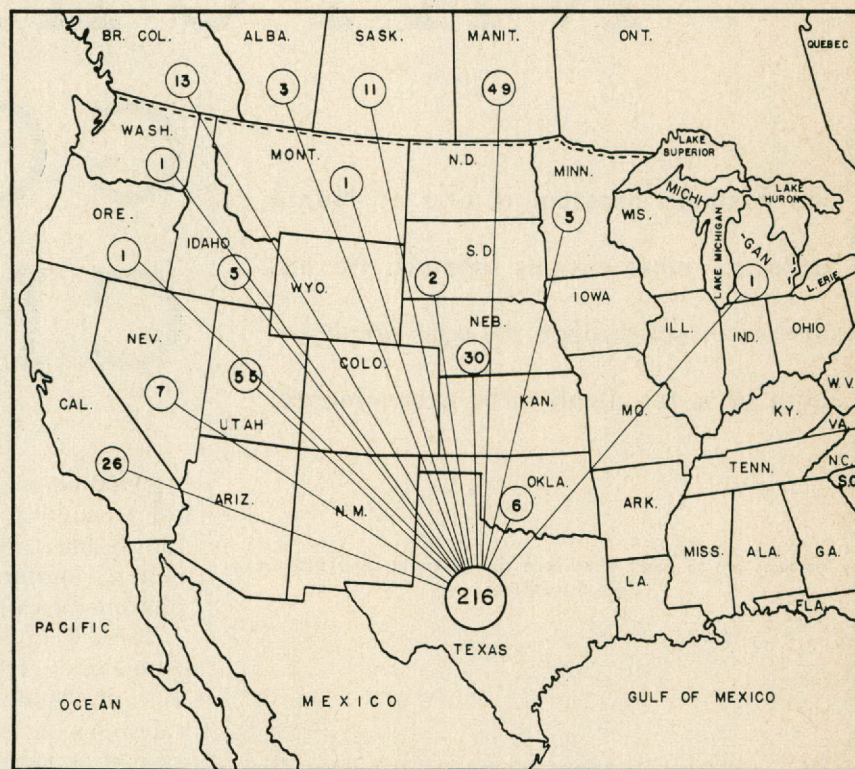 BR. COL.
ALBA.
SASK.
MANIT.
ONT.
QUEBEC
13
3
11
49
WASH.
1
MONT.
1
N.D.
MINN.
5
LAKE
SUPERIOR
MICHI
-GAN
LAKE
HURON
LAKE MICHIGAN
L. ERIE
1
WIS.
ORE.
1
IDAHO
5
WYO.
S.D.
2
IOWA
NEB.
30
ILL.
IND.
OHIO
NEV.
7
55
UTAH
COLO.
KAN.
MO.
KY.
W.V.
VA.
CAL.
26
ARIZ.
N.M.
OKLA.
6
ARK.
TENN.
N.C.
S.C
MISS.
ALA.
GA.
LA.
FLA.
216
TEXAS
PACIFIC
OCEAN
MEXICO
GULF OF MEXICO